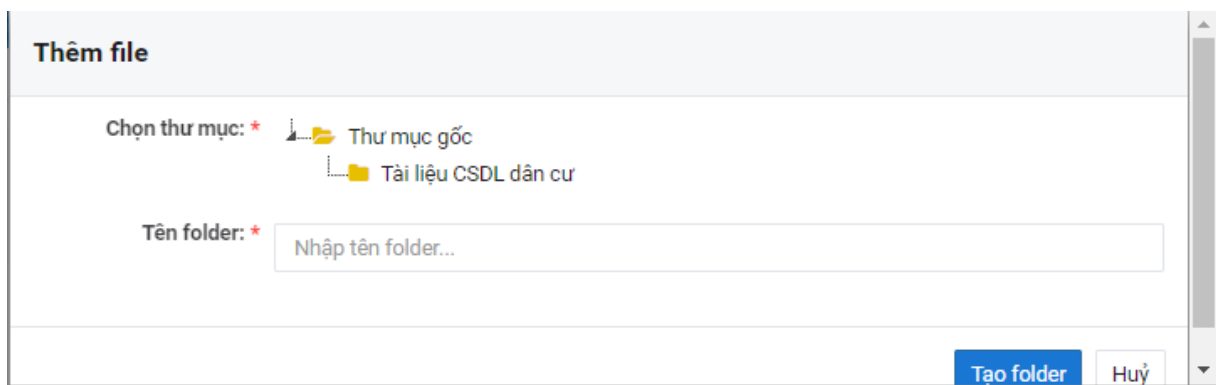 Thêm file
Chọn thư mục: *
Thư mục gốc
Tài liệu CSDL dân cư
Tên folder: *
Nhập tên folder...
Tạo folder
Huỷ